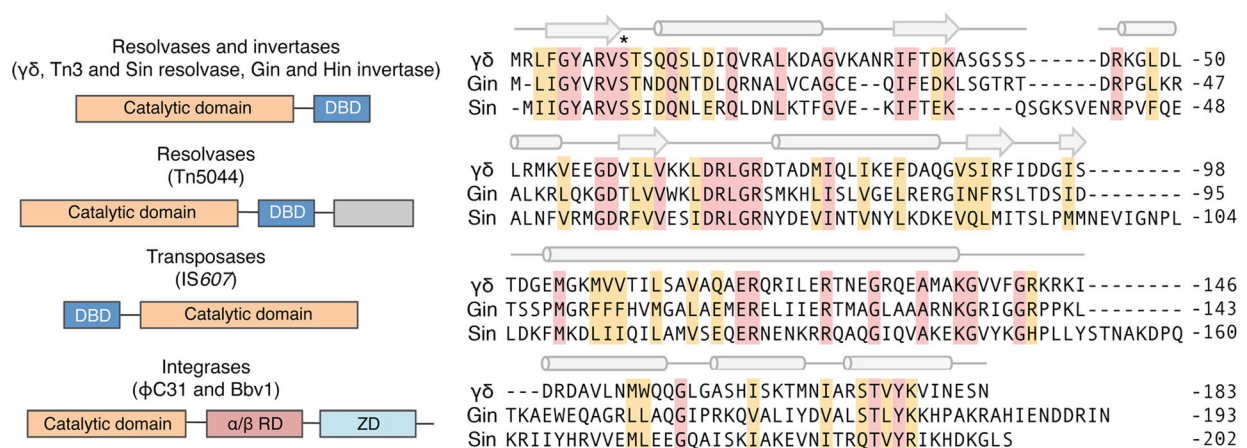 Resolvases and invertases
(γδ, Tn3 and Sin resolvase, Gin and Hin invertase)
Catalytic domain
DBD
Resolvases
(Tn5044)
Catalytic domain
DBD
Transposases
(IS607)
DBD
Catalytic domain
Integrases
(ϕC31 and Bbv1)
Catalytic domain
α/β RD
ZD
*
γδ MRLFGYARVSTSQQSLDIQVRALKDAGVKANRIFTDKASGSSS------DRKGLDL -50
Gin M-LIGYVRVSTNDQNTDLQRNALVCAGCE--QIFEDKLSGTRT------DRPGLKR -47
Sin -MIIGYARVSSIDQNLERQLDNLKTFGVE--KIFTEK-----QSGKSVENRPVFQE -48
γδ LRMKVEEGDVILVKKLDRLGRDTADMIQLIKEFDAQGVSIRFIDDGIS-------- -98
Gin ALKRLQKGDTLVVWKLDRLGRSMKHLISLVGELRERGINFRSLTDSID-------- -95
Sin ALNFVRMGDRFVVESIDRLGRNYDEVINTVNYLKDKEVQLMITSLPMMNEVIGNPL -104
γδ TDGEMGKMVVTILSAVAQAERQRILERTNEGRQEAMAKGVVFGRKRKI-------- -146
Gin TSSPMGRFFFHVMGALAEMERELIIERTMAGLAAARNKGRIGGRPPKL-------- -143
Sin LDKFMKDLIIQILAMVSEQERNENKRRQAQGIQVAKEKGVYKGHPLLYSTNAKDPQ -160
γδ ---DRDAVLNMWQQGLGASHISKTMNIARSTVYKVINESN -183
Gin TKAEWEQAGRLLAQGIPRKQVALIYDVALSTLYKKHPAKRAHIENDDRIN -193
Sin KRIIYHRVVEMLEEGQAISKIAKEVNITRQTVYRIKHDKGLS -202